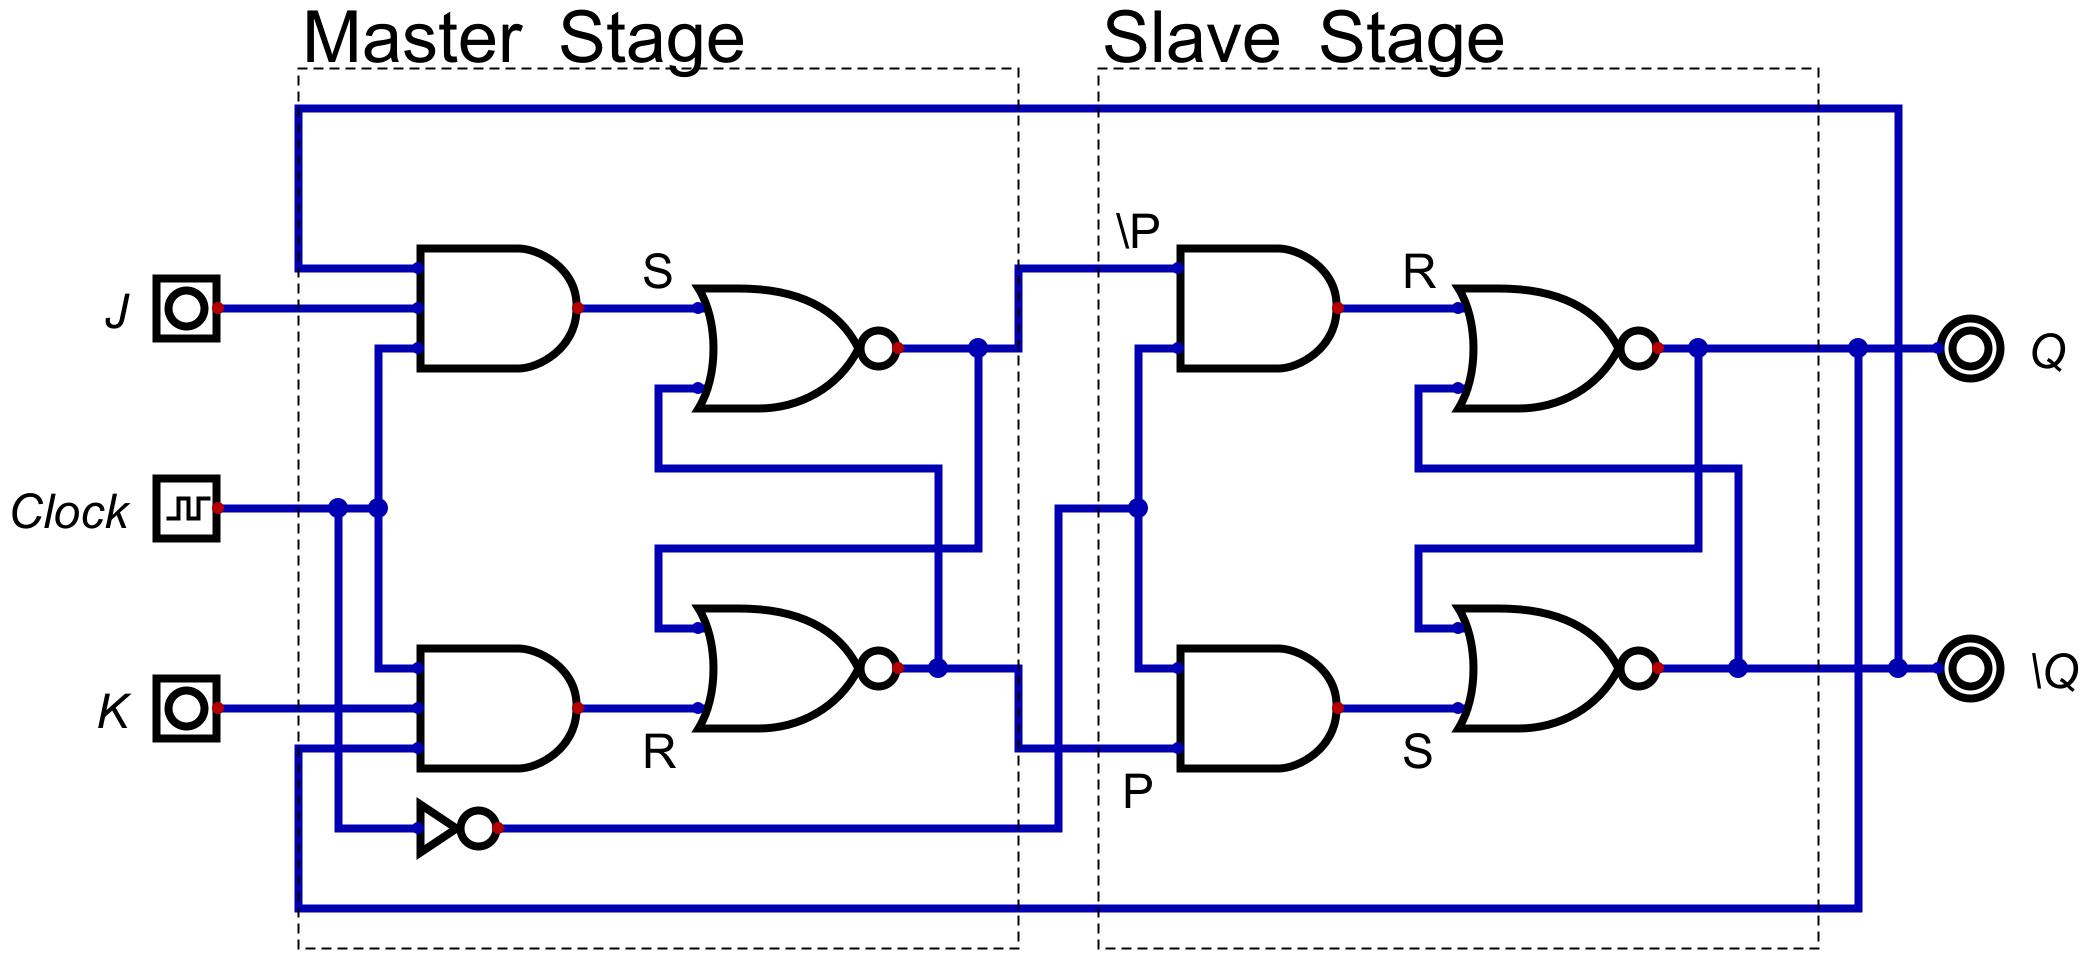 Master Stage
Slave Stage
\P
S
R
J
Q
Clock
K
R
S
\Q
P